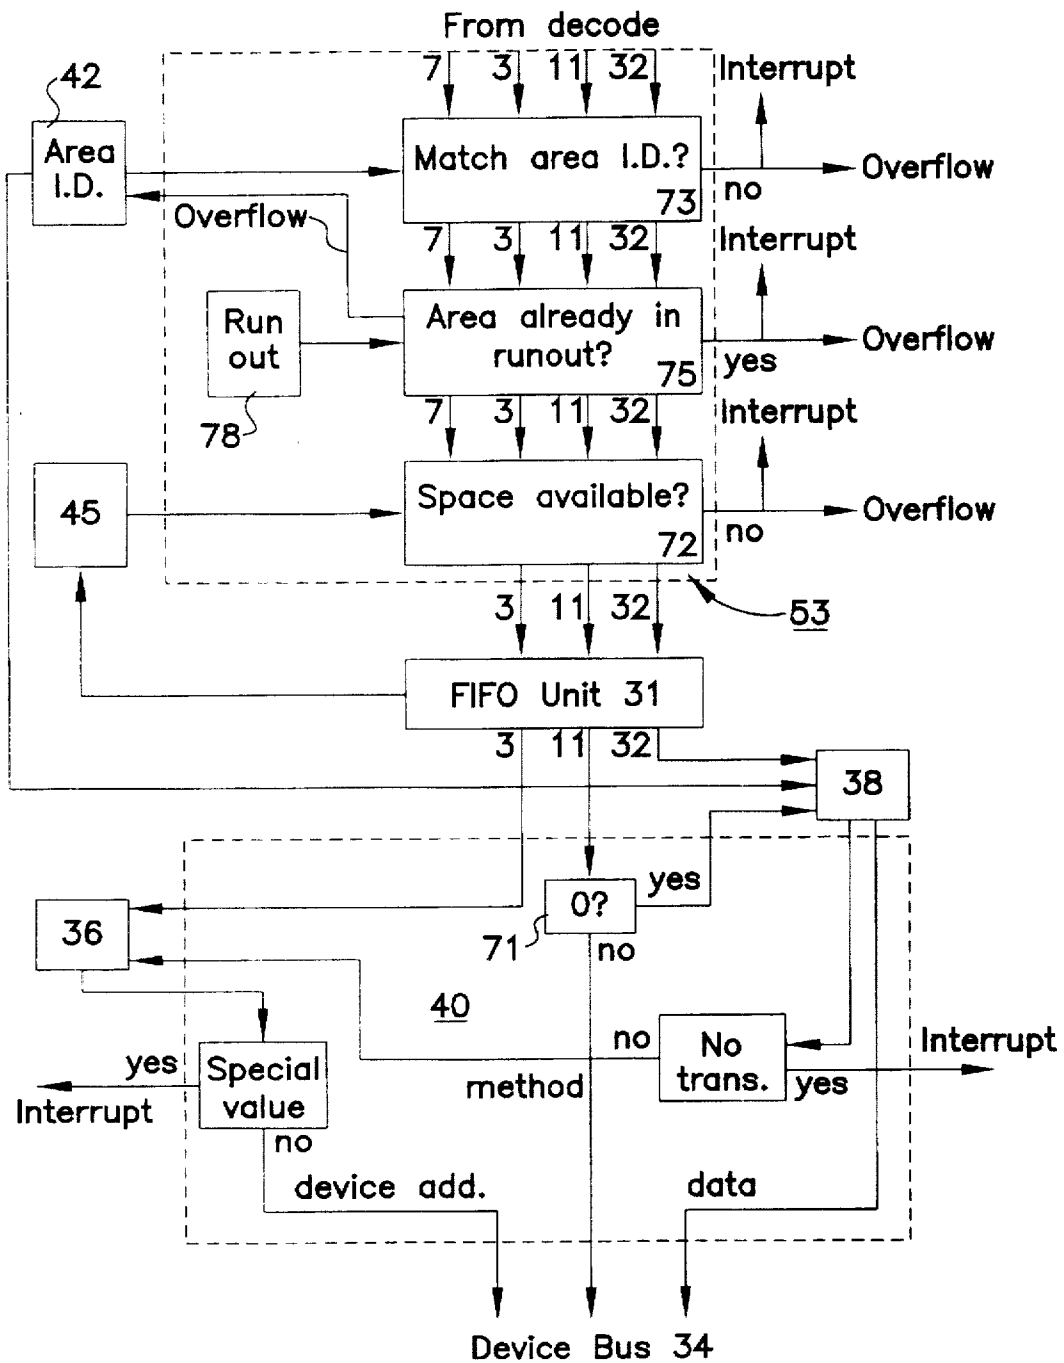 From decode
7 3 11 32
Interrupt
42
Area
I.D.
Match area I.D.?
73
no
Overflow
Overflow
7 3 11 32
Interrupt
Run
out
78
Area already in
runout?
75
yes
Overflow
7 3 11 32
Interrupt
45
Space available?
72
no
Overflow
3 11 32
53
FIFO Unit 31
3 11 32
38
0?
yes
71
no
36
40
no
No
trans.
yes
Interrupt
yes
Interrupt
Special
value
no
method
device add.
data
Device Bus 34